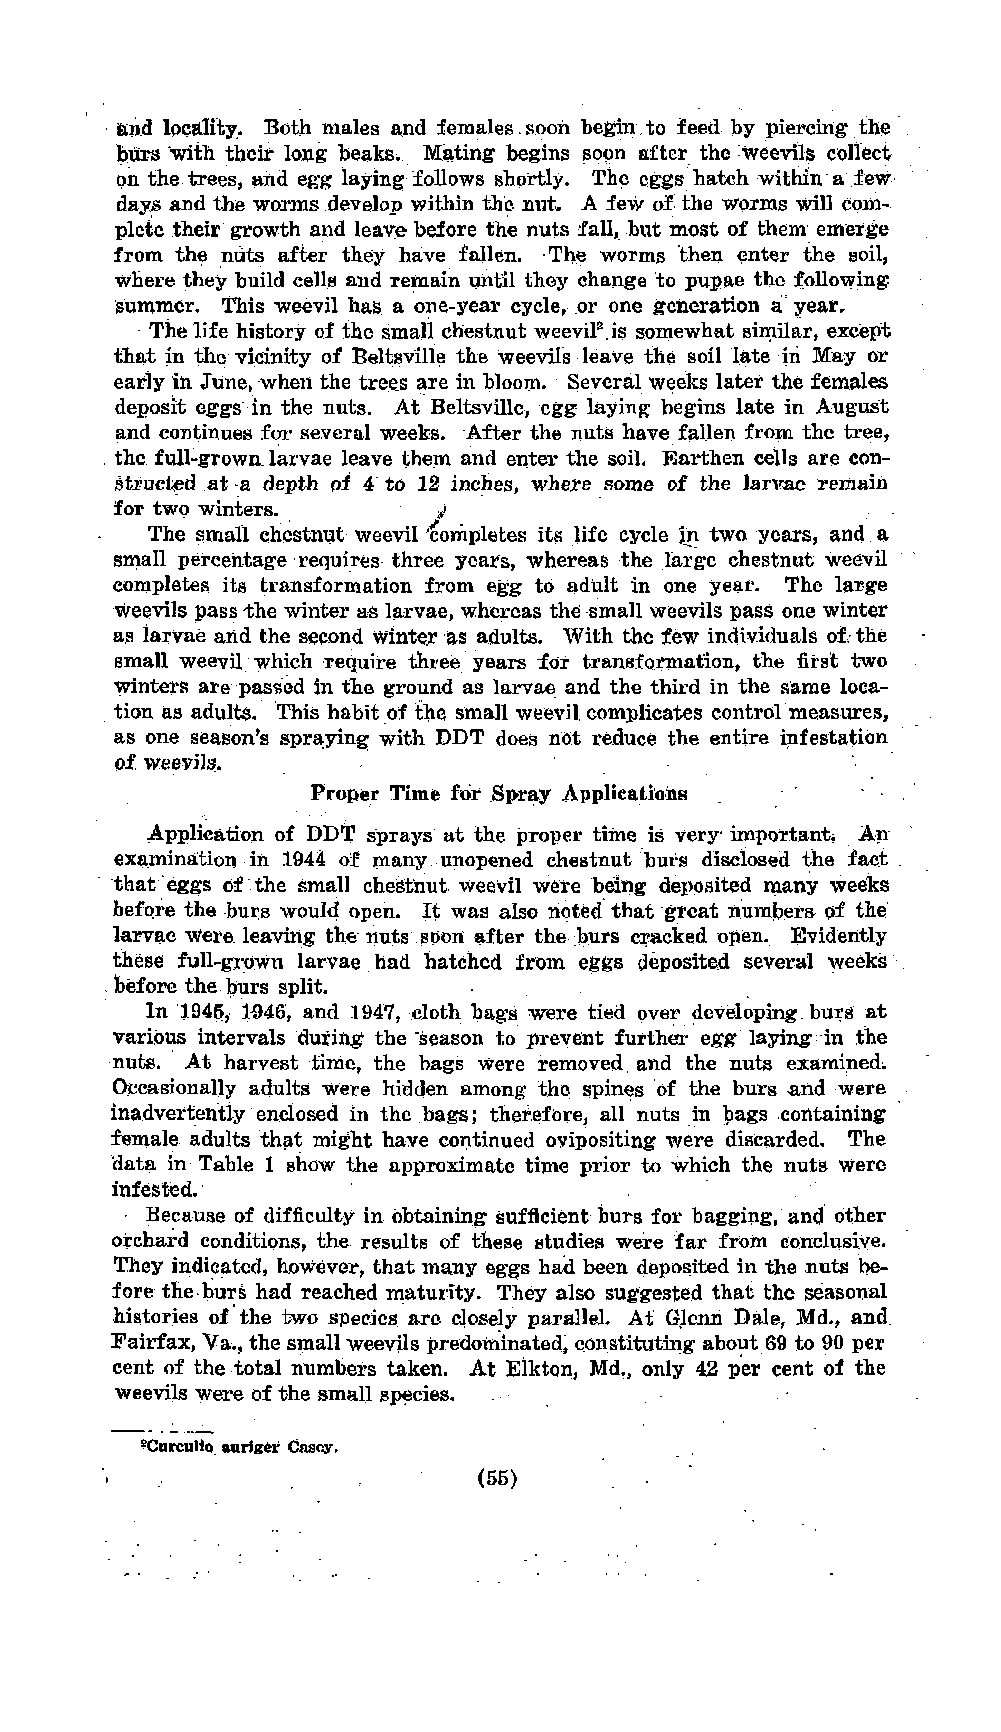 and locality. Both males and females soon begin to feed by piercing the
burs with their long beaks. Mating begins soon after the weevils collect
on the trees, and egg laying follows shortly. The eggs hatch within a few
days and the worms develop within the nut. A few of the worms will com-
plete their growth and leave before the nuts fall, but most of them emerge
from the nuts after they have fallen. The worms then enter the soil,
where they build cells and remain until they change to pupae the following
summer. This weevil has a one-year cycle, or one generation a year.
The life history of the small chestnut weevil² is somewhat similar, except
that in the vicinity of Beltsville the weevils leave the soil late in May or
early in June, when the trees are in bloom. Several weeks later the females
deposit eggs in the nuts. At Beltsville, egg laying begins late in August
and continues for several weeks. After the nuts have fallen from the tree,
the full-grown larvae leave them and enter the soil. Earthen cells are con-
structed at a depth of 4 to 12 inches, where some of the larvae remain
for two winters.
The small chestnut weevil completes its life cycle in two years, and a
small percentage requires three years, whereas the large chestnut weevil
completes its transformation from egg to adult in one year. The large
weevils pass the winter as larvae, whereas the small weevils pass one winter
as larvae and the second winter as adults. With the few individuals of the
small weevil which require three years for transformation, the first two
winters are passed in the ground as larvae and the third in the same loca-
tion as adults. This habit of the small weevil complicates control measures,
as one season's spraying with DDT does not reduce the entire infestation
of weevils.
Proper Time for Spray Applications
Application of DDT sprays at the proper time is very important. An
examination in 1944 of many unopened chestnut burs disclosed the fact
that eggs of the small chestnut weevil were being deposited many weeks
before the burs would open. It was also noted that great numbers of the
larvae were leaving the nuts soon after the burs cracked open. Evidently
these full-grown larvae had hatched from eggs deposited several weeks
before the burs split.
In 1945, 1946, and 1947, cloth bags were tied over developing burs at
various intervals during the season to prevent further egg laying in the
nuts. At harvest time, the bags were removed and the nuts examined.
Occasionally adults were hidden among the spines of the burs and were
inadvertently enclosed in the bags; therefore, all nuts in bags containing
female adults that might have continued ovipositing were discarded. The
data in Table 1 show the approximate time prior to which the nuts were
infested.
Because of difficulty in obtaining sufficient burs for bagging, and other
orchard conditions, the results of these studies were far from conclusive.
They indicated, however, that many eggs had been deposited in the nuts be-
fore the burs had reached maturity. They also suggested that the seasonal
histories of the two species are closely parallel. At Glenn Dale, Md., and
Fairfax, Va., the small weevils predominated, constituting about 69 to 90 per
cent of the total numbers taken. At Elkton, Md., only 42 per cent of the
weevils were of the small species.
²Curculio auriger Casey.
(55)